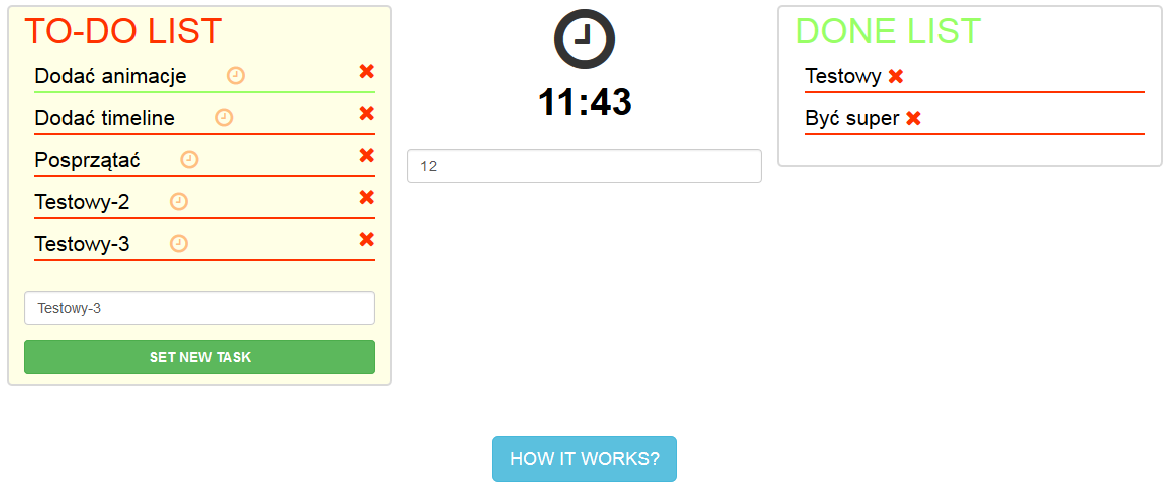 TO-DO LIST
Dodać animacje
Dodać timeline
Posprzątać
Testowy-2
Testowy-3
Testowy-3
SET NEW TASK
11:43
12
DONE LIST
Testowy
Być super
HOW IT WORKS?